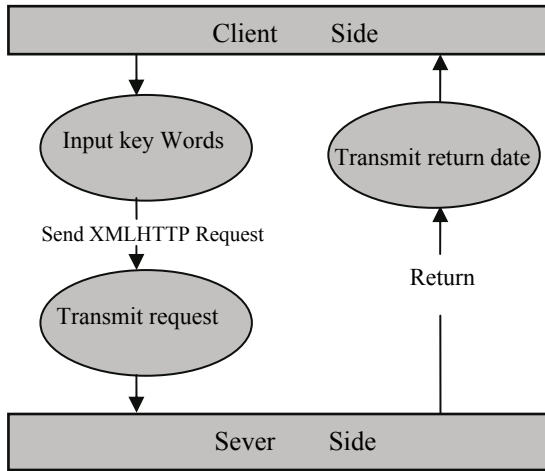 Client Side
Input key Words
Transmit return date
Send XMLHTTP Request
Return
Transmit request
Sever Side